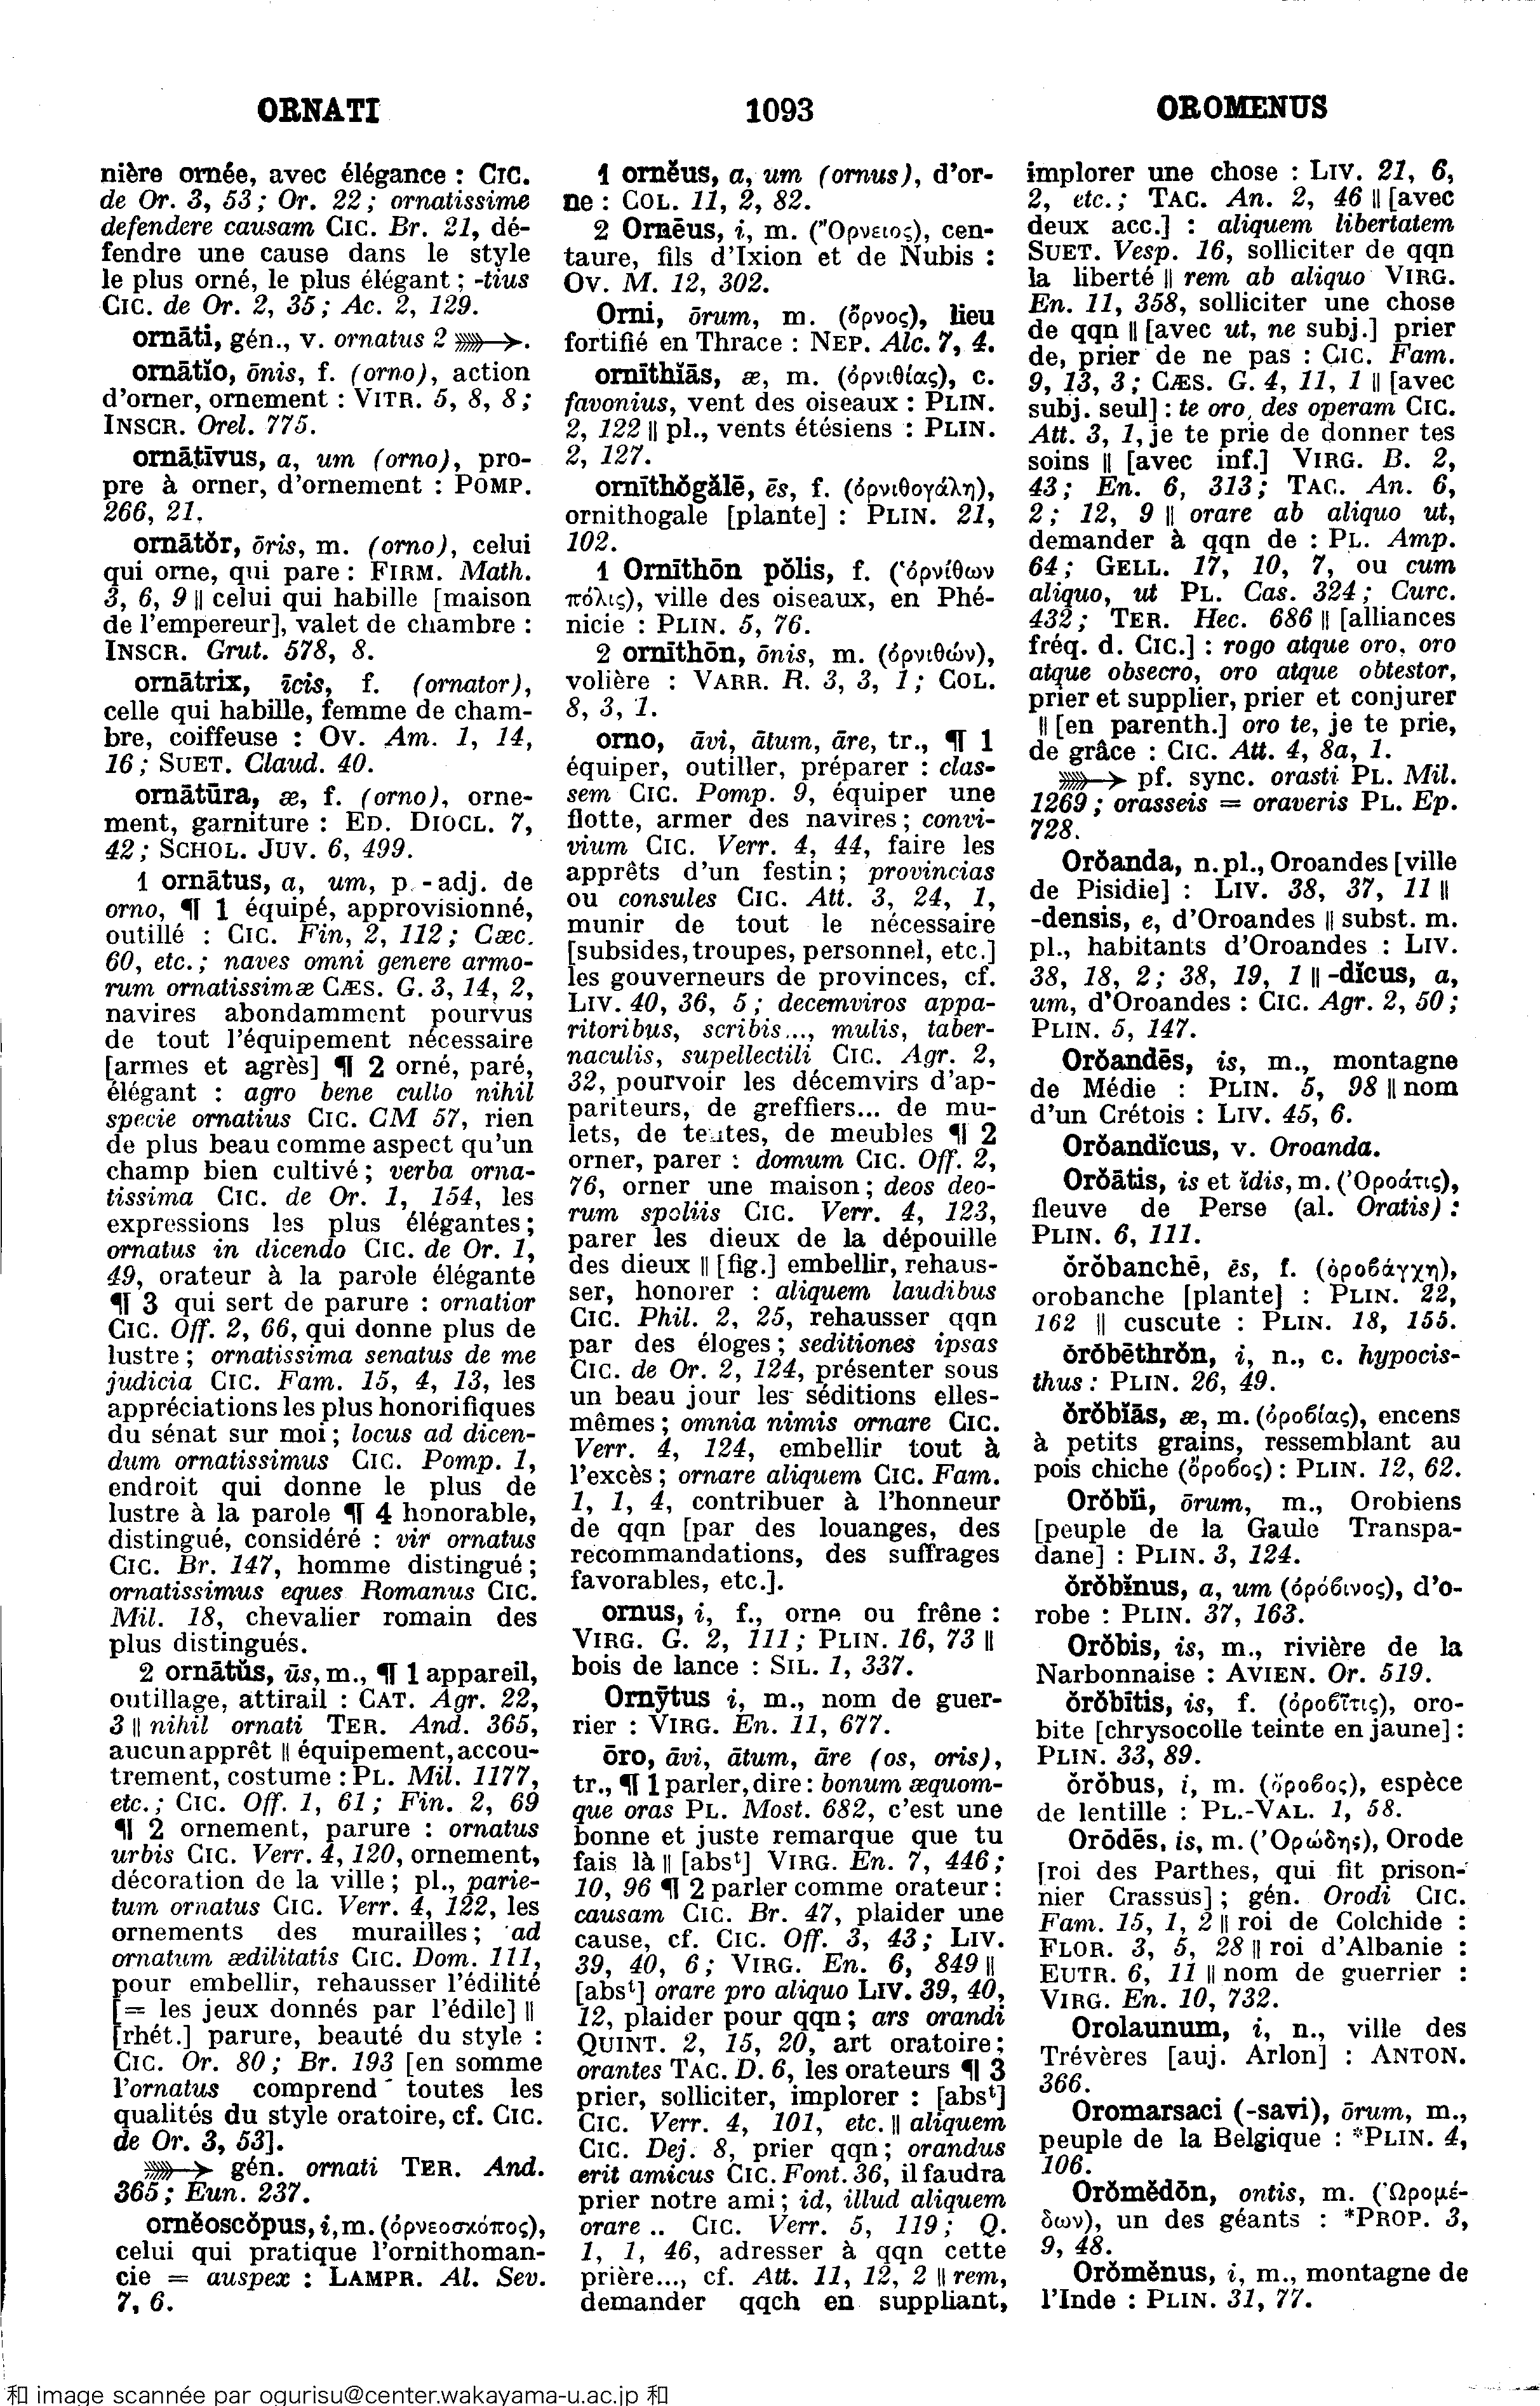 ORNATI
1093
OROMENUS
nière ornée, avec élégance : CIC.
de Or. 3, 53 ; Or. 22 ; ornatissime
defendere causam CIC. Br. 21, dé-
fendre une cause dans le style
le plus orné, le plus élégant ; -tius
CIC. de Or. 2, 35 ; Ac. 2, 129.
ornāti, gén., v. ornatus 2 ➳.
ornātĭo, ōnis, f. (orno), action
d'orner, ornement : VITR. 5, 8, 8 ;
INSCR. Orel. 775.
ornātīvus, a, um (orno), pro-
pre à orner, d'ornement : POMP.
266, 21.
ornātŏr, ōris, m. (orno), celui
qui orne, qui pare : FIRM. Math.
3, 6, 9 || celui qui habille [maison
de l'empereur], valet de chambre :
INSCR. Grut. 578, 8.
ornātrix, īcis, f. (ornator),
celle qui habille, femme de cham-
bre, coiffeuse : OV. Am. 1, 14,
16 ; SUET. Claud. 40.
ornātūra, æ, f. (orno), orne-
ment, garniture : ED. DIOCL. 7,
42 ; SCHOL. JUV. 6, 499.
1 ornātus, a, um, p.-adj. de
orno, ¶ 1 équipé, approvisionné,
outillé : CIC. Fin, 2, 112 ; Cæc.
60, etc. ; naves omni genere armo-
rum ornatissimæ CÆS. G. 3, 14, 2,
navires abondamment pourvus
de tout l'équipement nécessaire
[armes et agrès] ¶ 2 orné, paré,
élégant : agro bene culto nihil
specie ornatius CIC. CM 57, rien
de plus beau comme aspect qu'un
champ bien cultivé ; verba orna-
tissima CIC. de Or. 1, 154, les
expressions les plus élégantes ;
ornatus in dicendo CIC. de Or. 1,
49, orateur à la parole élégante
¶ 3 qui sert de parure : ornatior
CIC. Off. 2, 66, qui donne plus de
lustre ; ornatissima senatus de me
judicia CIC. Fam. 15, 4, 13, les
appréciations les plus honorifiques
du sénat sur moi ; locus ad dicen-
dum ornatissimus CIC. Pomp. 1,
endroit qui donne le plus de
lustre à la parole ¶ 4 honorable,
distingué, considéré : vir ornatus
CIC. Br. 147, homme distingué ;
ornatissimus eques Romanus CIC.
Mil. 18, chevalier romain des
plus distingués.
2 ornātŭs, ūs, m., ¶ 1 appareil,
outillage, attirail : CAT. Agr. 22,
3 || nihil ornati TER. And. 365,
aucun apprêt || équipement, accou-
trement, costume : PL. Mil. 1177,
etc. ; CIC. Off. 1, 61 ; Fin. 2, 69
¶ 2 ornement, parure : ornatus
urbis CIC. Verr. 4, 120, ornement,
décoration de la ville ; pl., parie-
tum ornatus CIC. Verr. 4, 122, les
ornements des murailles ; ad
ornatum ædilitatis CIC. Dom. 111,
pour embellir, rehausser l'édilité
[= les jeux donnés par l'édile] ||
[rhét.] parure, beauté du style :
CIC. Or. 80 ; Br. 193 [en somme
l'ornatus comprend toutes les
qualités du style oratoire, cf. CIC.
de Or. 3, 53].
➳ gén. ornati TER. And.
365 ; Eun. 237.
ornĕoscŏpus, i, m. (ὀρνεοσκόπος),
celui qui pratique l'ornithoman-
cie = auspex : LAMPR. Al. Sev.
7, 6.
1 ornĕus, a, um (ornus), d'or-
ne : COL. 11, 2, 82.
2 Ornēus, i, m. (Ὄρνειος), cen-
taure, fils d'Ixion et de Nubis :
OV. M. 12, 302.
Orni, ōrum, m. (ὄρνος), lieu
fortifié en Thrace : NEP. Alc. 7, 4.
ornīthĭās, æ, m. (ὀρνιθίας), c.
favonius, vent des oiseaux : PLIN.
2, 122 || pl., vents étésiens : PLIN.
2, 127.
ornīthŏgălē, ēs, f. (ὀρνιθογάλη),
ornithogale [plante] : PLIN. 21,
102.
1 Ornīthōn pŏlis, f. (Ὀρνίθων
πόλις), ville des oiseaux, en Phé-
nicie : PLIN. 5, 76.
2 ornīthōn, ōnis, m. (ὀρνιθών),
volière : VARR. R. 3, 3, 1 ; COL.
8, 3, 1.
orno, āvi, ātum, āre, tr., ¶ 1
équiper, outiller, préparer : clas-
sem CIC. Pomp. 9, équiper une
flotte, armer des navires ; convi-
vium CIC. Verr. 4, 44, faire les
apprêts d'un festin ; provincias
ou consules CIC. Att. 3, 24, 1,
munir de tout le nécessaire
[subsides, troupes, personnel, etc.]
les gouverneurs de provinces, cf.
LIV. 40, 36, 5 ; decemviros appa-
ritoribus, scribis..., mulis, taber-
naculis, supellectili CIC. Agr. 2,
32, pourvoir les décemvirs d'ap-
pariteurs, de greffiers... de mu-
lets, de tentes, de meubles ¶ 2
orner, parer : domum CIC. Off. 2,
76, orner une maison ; deos deo-
rum spoliis CIC. Verr. 4, 123,
parer les dieux de la dépouille
des dieux || [fig.] embellir, rehaus-
ser, honorer : aliquem laudibus
CIC. Phil. 2, 25, rehausser qqn
par des éloges ; seditiones ipsas
CIC. de Or. 2, 124, présenter sous
un beau jour les séditions elles-
mêmes ; omnia nimis ornare CIC.
Verr. 4, 124, embellir tout à
l'excès ; ornare aliquem CIC. Fam.
1, 1, 4, contribuer à l'honneur
de qqn [par des louanges, des
recommandations, des suffrages
favorables, etc.].
ornus, i, f., orne ou frêne :
VIRG. G. 2, 111 ; PLIN. 16, 73 ||
bois de lance : SIL. 1, 337.
Ornȳtus i, m., nom de guer-
rier : VIRG. En. 11, 677.
ōro, āvi, ātum, āre (os, oris),
tr., ¶ 1 parler, dire : bonum æquom-
que oras PL. Most. 682, c'est une
bonne et juste remarque que tu
fais là || [abst] VIRG. En. 7, 446 ;
10, 96 ¶ 2 parler comme orateur :
causam CIC. Br. 47, plaider une
cause, cf. CIC. Off. 3, 43 ; LIV.
39, 40, 6 ; VIRG. En. 6, 849 ||
[abst] orare pro aliquo LIV. 39, 40,
12, plaider pour qqn ; ars orandi
QUINT. 2, 15, 20, art oratoire ;
orantes TAC. D. 6, les orateurs ¶ 3
prier, solliciter, implorer : [abst]
CIC. Verr. 4, 101, etc. || aliquem
CIC. Dej. 8, prier qqn ; orandus
erit amicus CIC. Font. 36, il faudra
prier notre ami ; id, illud aliquem
orare .. CIC. Verr. 5, 119 ; Q.
1, 1, 46, adresser à qqn cette
prière..., cf. Att. 11, 12, 2 || rem,
demander qqch en suppliant,
implorer une chose : LIV. 21, 6,
2, etc. ; TAC. An. 2, 46 || [avec
deux acc.] : aliquem libertatem
SUET. Vesp. 16, solliciter de qqn
la liberté || rem ab aliquo VIRG.
En. 11, 358, solliciter une chose
de qqn || [avec ut, ne subj.] prier
de, prier de ne pas : CIC. Fam.
9, 13, 3 ; CÆS. G. 4, 11, 1 || [avec
subj. seul] : te oro, des operam CIC.
Att. 3, 1, je te prie de donner tes
soins || [avec inf.] VIRG. B. 2,
43 ; En. 6, 313 ; TAC. An. 6,
2 ; 12, 9 || orare ab aliquo ut,
demander à qqn de : PL. Amp.
64 ; GELL. 17, 10, 7, ou cum
aliquo, ut PL. Cas. 324 ; Curc.
432 ; TER. Hec. 686 || [alliances
fréq. d. CIC.] : rogo atque oro, oro
atque obsecro, oro atque obtestor,
prier et supplier, prier et conjurer
|| [en parenth.] oro te, je te prie,
de grâce : CIC. Att. 4, 8a, 1.
➳ pf. sync. orasti PL. Mil.
1269 ; orasseis = oraveris PL. Ep.
728.
Orŏanda, n. pl., Oroandes [ville
de Pisidie] : LIV. 38, 37, 11 ||
-densis, e, d'Oroandes || subst. m.
pl., habitants d'Oroandes : LIV.
38, 18, 2 ; 38, 19, 1 || -dĭcus, a,
um, d'Oroandes : CIC. Agr. 2, 50 ;
PLIN. 5, 147.
Orŏandēs, is, m., montagne
de Médie : PLIN. 5, 98 || nom
d'un Crétois : LIV. 45, 6.
Orŏandĭcus, v. Oroanda.
Orŏātis, is et ĭdis, m. (Ὀροάτις),
fleuve de Perse (al. Oratis) :
PLIN. 6, 111.
ŏrŏbanchē, ēs, f. (ὀροβάγχη),
orobanche [plante] : PLIN. 22,
162 || cuscute : PLIN. 18, 155.
ŏrŏbēthrŏn, i, n., c. hypocis-
thus : PLIN. 26, 49.
ŏrŏbĭās, æ, m. (ὀροβίας), encens
à petits grains, ressemblant au
pois chiche (ὄροβος) : PLIN. 12, 62.
Orŏbĭi, ōrum, m., Orobiens
[peuple de la Gaule Transpa-
dane] : PLIN. 3, 124.
ŏrŏbĭnus, a, um (ὀρόβινος), d'o-
robe : PLIN. 37, 163.
Orŏbis, is, m., rivière de la
Narbonnaise : AVIEN. Or. 519.
ŏrŏbītis, is, f. (ὀροβῖτις), oro-
bite [chrysocolle teinte en jaune] :
PLIN. 33, 89.
ŏrŏbus, i, m. (ὄροβος), espèce
de lentille : PL.-VAL. 1, 58.
Orōdēs, is, m. (Ὀρώδης), Orode
[roi des Parthes, qui fit prison-
nier Crassus] ; gén. Orodi CIC.
Fam. 15, 1, 2 || roi de Colchide :
FLOR. 3, 5, 28 || roi d'Albanie :
EUTR. 6, 11 || nom de guerrier :
VIRG. En. 10, 732.
Orolaunum, i, n., ville des
Trévères [auj. Arlon] : ANTON.
366.
Oromarsaci (-savi), ōrum, m.,
peuple de la Belgique : *PLIN. 4,
106.
Orŏmĕdōn, ontis, m. (Ὠρομέ-
δων), un des géants : *PROP. 3,
9, 48.
Orŏmĕnus, i, m., montagne de
l'Inde : PLIN. 31, 77.
和 image scannée par ogurisu@center.wakayama-u.ac.jp 和